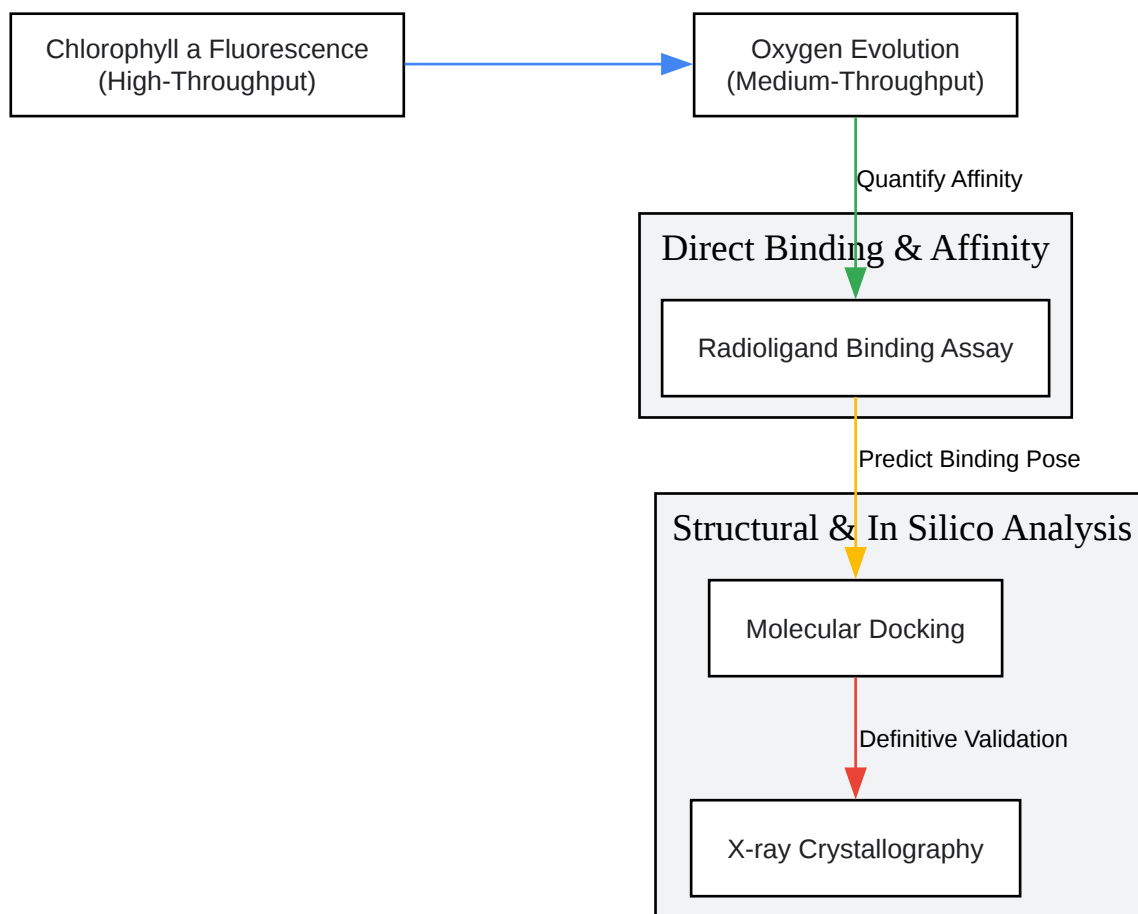 Chlorophyll a Fluorescence
(High-Throughput)
Oxygen Evolution
(Medium-Throughput)
Quantify Affinity
Direct Binding & Affinity
Radioligand Binding Assay
Predict Binding Pose
Structural & In Silico Analysis
Molecular Docking
Definitive Validation
X-ray Crystallography